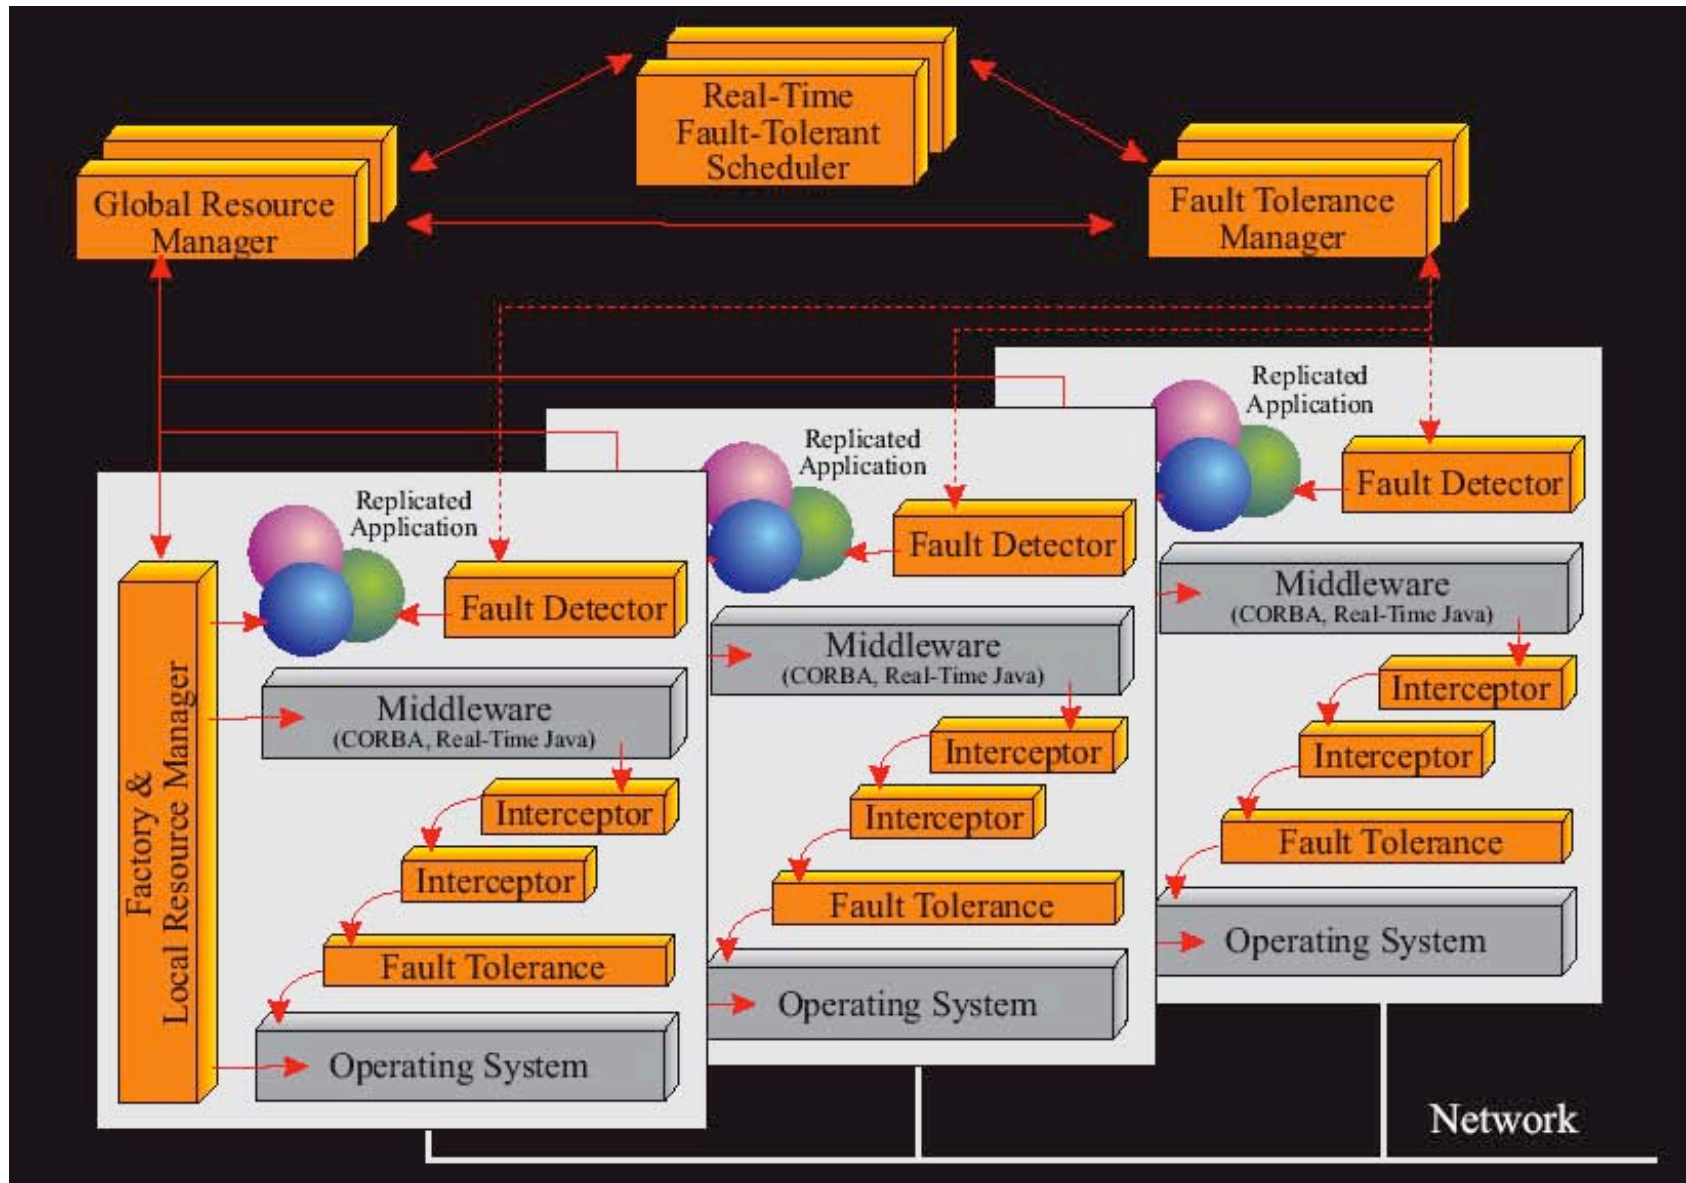 Real-Time
Fault-Tolerant
Scheduler
Global Resource
Manager
Fault Tolerance
Manager
Replicated
Application
Fault Detector
Middleware
(CORBA, Real-Time Java)
Interceptor
Interceptor
Fault Tolerance
Operating System
Replicated
Application
Fault Detector
Middleware
(CORBA, Real-Time Java)
Interceptor
Interceptor
Fault Tolerance
Operating System
Replicated
Application
Fault Detector
Middleware
(CORBA, Real-Time Java)
Interceptor
Interceptor
Fault Tolerance
Operating System
Factory &
Local Resource Manager
Network